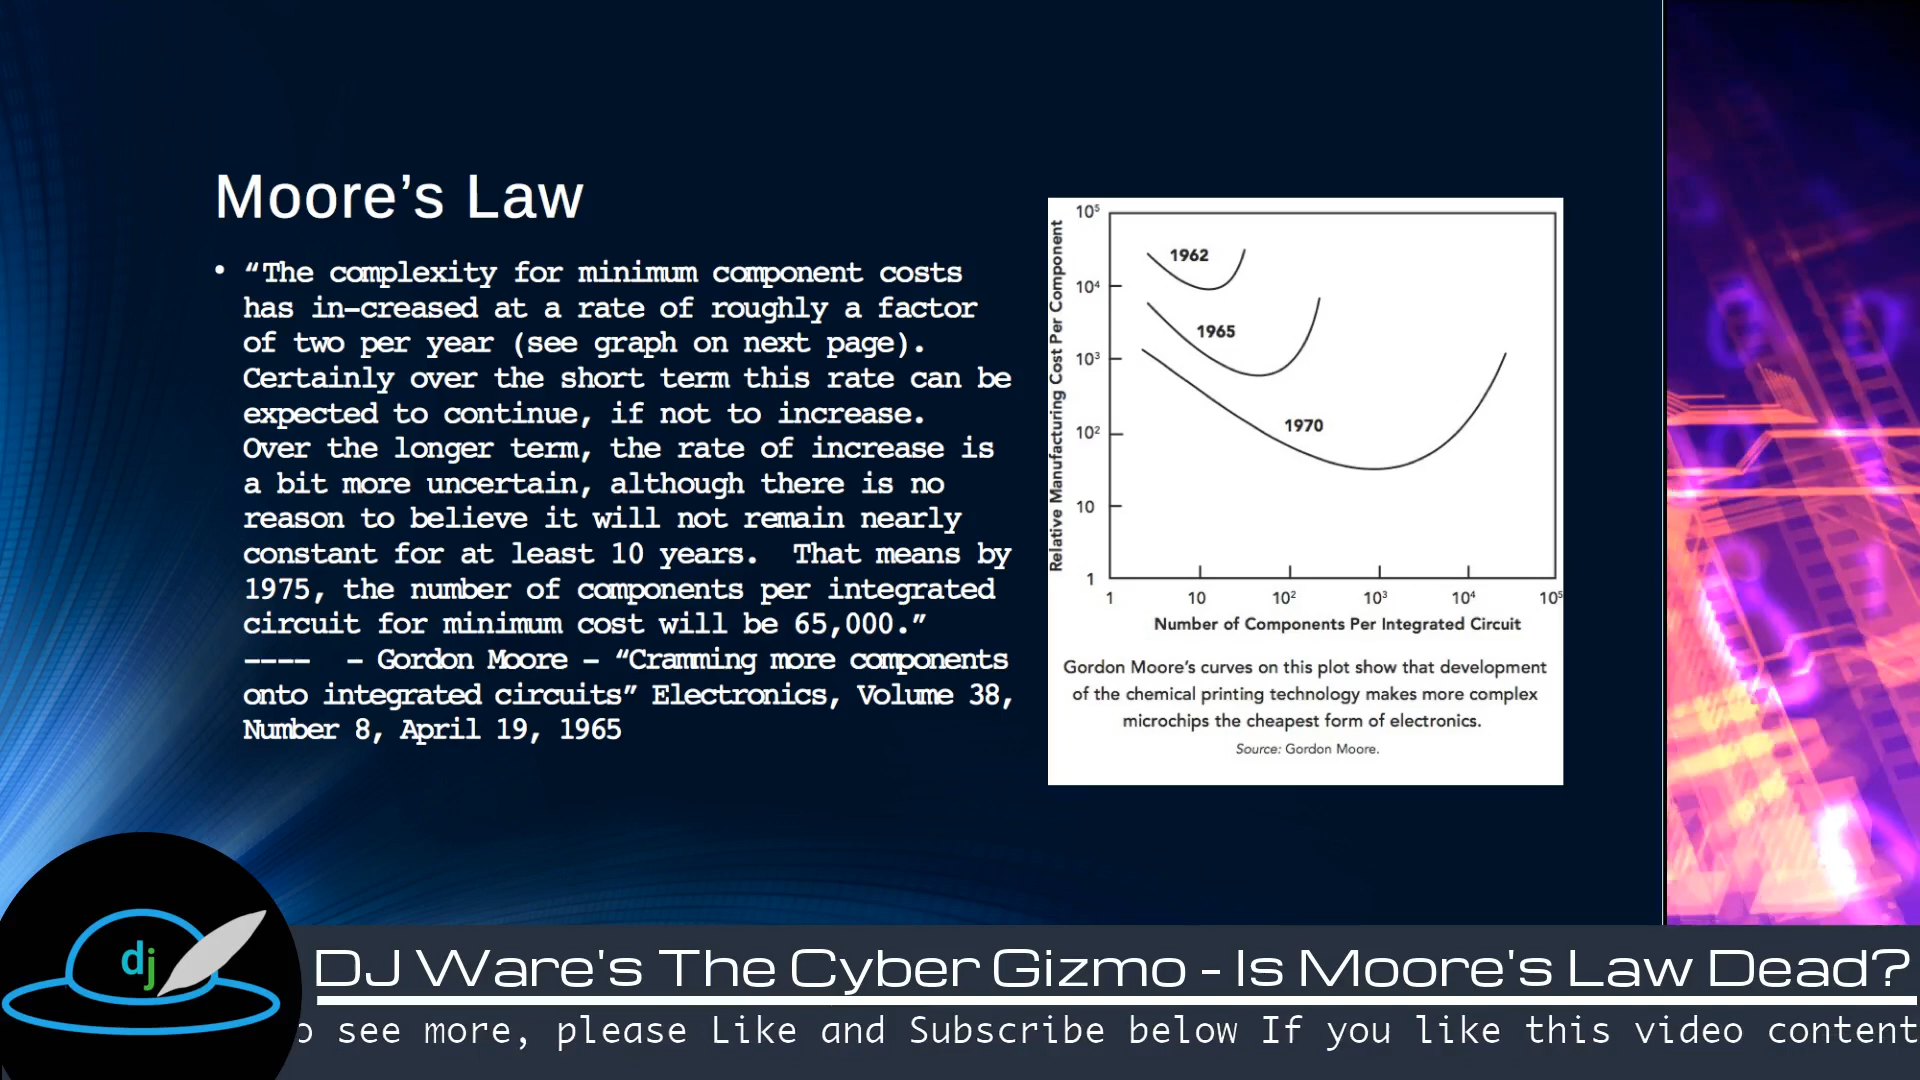 Moore’s Law
• “The complexity for minimum component costs
has in-creased at a rate of roughly a factor
of two per year (see graph on next page).
Certainly over the short term this rate can be
expected to continue, if not to increase.
Over the longer term, the rate of increase is
a bit more uncertain, although there is no
reason to believe it will not remain nearly
constant for at least 10 years.  That means by
1975, the number of components per integrated
circuit for minimum cost will be 65,000.”
----  - Gordon Moore - “Cramming more components
onto integrated circuits” Electronics, Volume 38,
Number 8, April 19, 1965
Relative Manufacturing Cost Per Component
10⁵
10⁴
10³
10²
10
1
1962
1965
1970
1 10 10² 10³ 10⁴ 10⁵
Number of Components Per Integrated Circuit
Gordon Moore’s curves on this plot show that development
of the chemical printing technology makes more complex
microchips the cheapest form of electronics.
Source: Gordon Moore.
dj
DJ Ware's The Cyber Gizmo - Is Moore's Law Dead?
o see more, please Like and Subscribe below If you like this video content